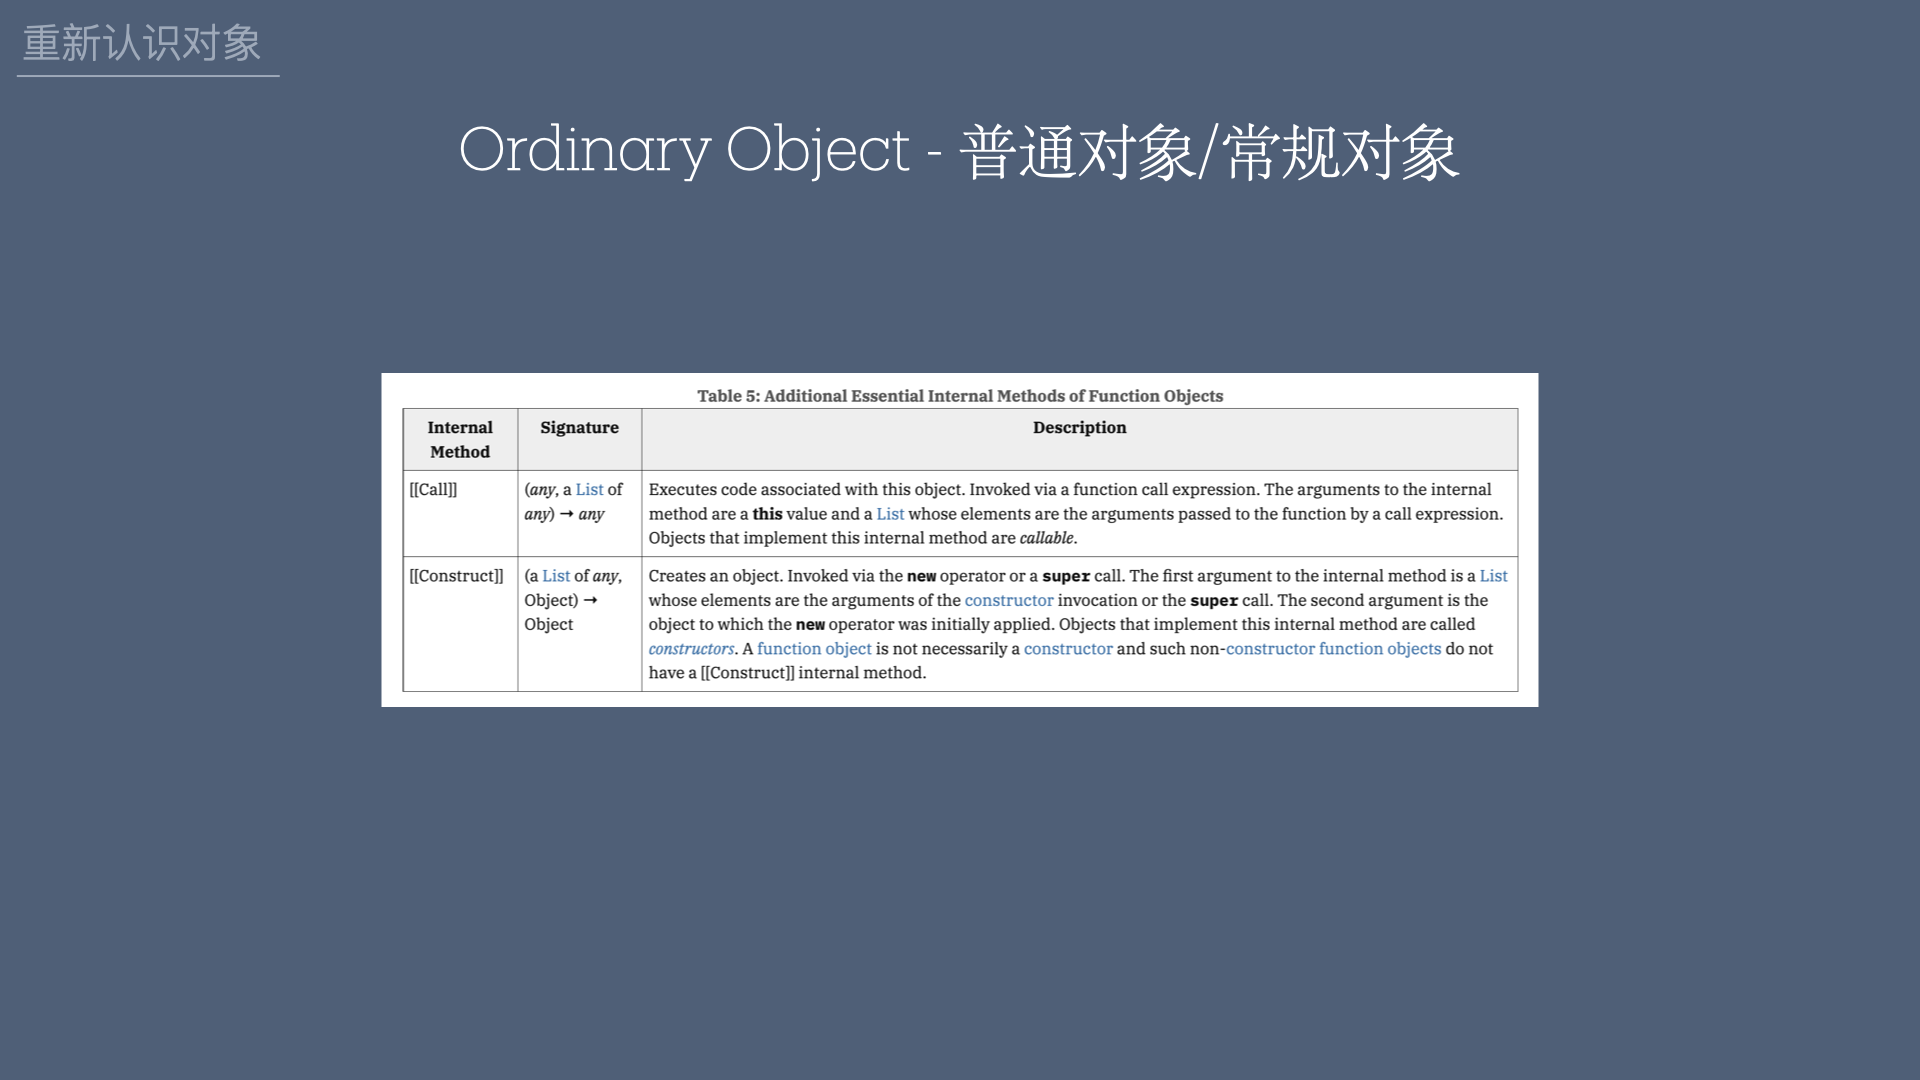 重新认识对象
Ordinary Object - 普通对象/常规对象
Table 5: Additional Essential Internal Methods of Function Objects
Internal
Method
Signature
Description
[[Call]]
(any, a List of
any) → any
Executes code associated with this object. Invoked via a function call expression. The arguments to the internal
method are a this value and a List whose elements are the arguments passed to the function by a call expression.
Objects that implement this internal method are callable.
[[Construct]]
(a List of any,
Object) →
Object
Creates an object. Invoked via the new operator or a super call. The first argument to the internal method is a List
whose elements are the arguments of the constructor invocation or the super call. The second argument is the
object to which the new operator was initially applied. Objects that implement this internal method are called
constructors. A function object is not necessarily a constructor and such non-constructor function objects do not
have a [[Construct]] internal method.